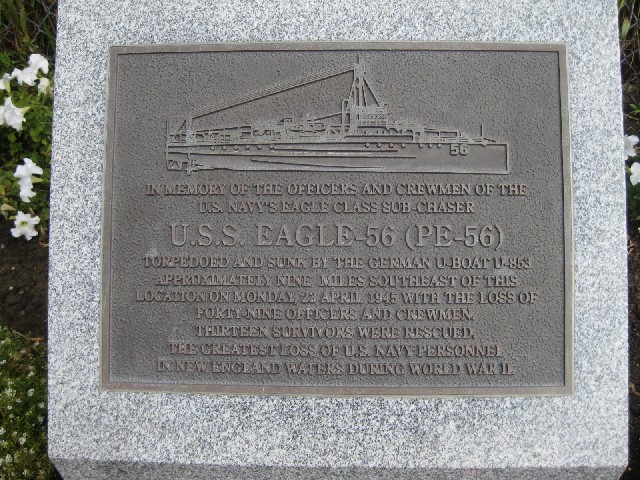 56
IN MEMORY OF THE OFFICERS AND CREWMEN OF THE
U.S. NAVY'S EAGLE CLASS SUB-CHASER
U.S.S. EAGLE-56 (PE-56)
TORPEDOED AND SUNK BY THE GERMAN U-BOAT U-853
APPROXIMATELY NINE MILES SOUTHEAST OF THIS
LOCATION ON MONDAY, 23 APRIL 1945 WITH THE LOSS OF
FORTY-NINE OFFICERS AND CREWMEN.
THIRTEEN SURVIVORS WERE RESCUED.
THE GREATEST LOSS OF U.S. NAVY PERSONNEL
IN NEW ENGLAND WATERS DURING WORLD WAR II.